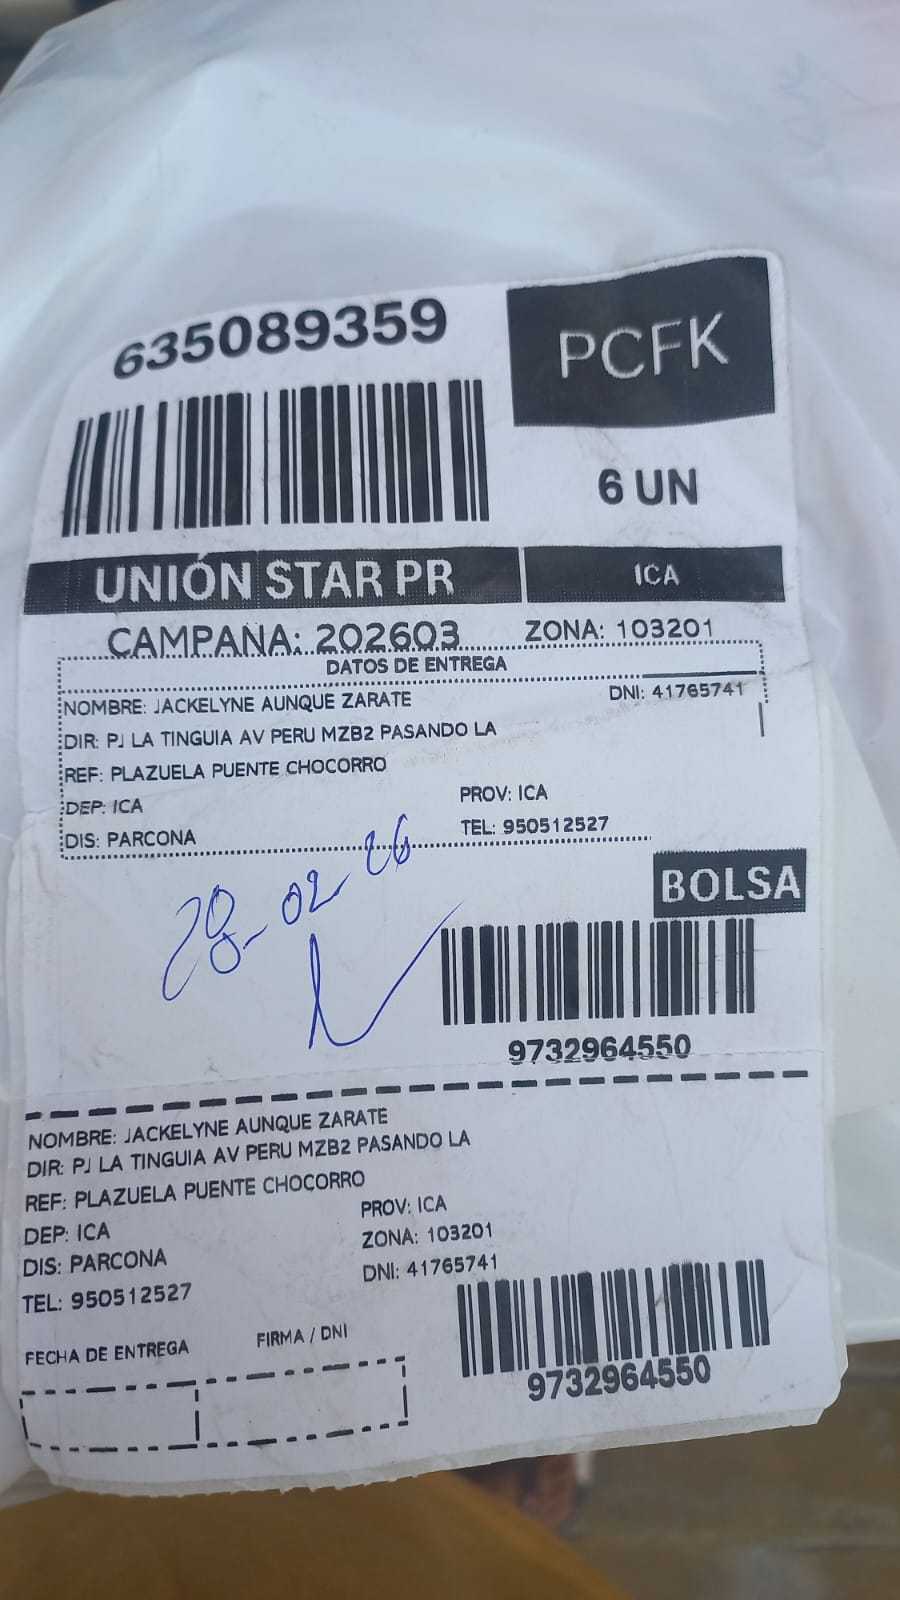 635089359
PCFK
6 UN
UNIÓN STAR PR
ICA
CAMPAÑA: 202603
ZONA: 103201
DATOS DE ENTREGA
NOMBRE: JACKELYNE AUNQUE ZARATE
DNI: 41765741
DIR: PJ LA TINGUIA AV PERU MZB2 PASANDO LA
REF: PLAZUELA PUENTE CHOCORRO
DEP: ICA
PROV: ICA
DIS: PARCONA
TEL: 950512527
28-02-26
BOLSA
9732964550
NOMBRE: JACKELYNE AUNQUE ZARATE
DIR: PJ LA TINGUIA AV PERU MZB2 PASANDO LA
REF: PLAZUELA PUENTE CHOCORRO
DEP: ICA
PROV: ICA
DIS: PARCONA
ZONA: 103201
TEL: 950512527
DNI: 41765741
FECHA DE ENTREGA
FIRMA / DNI
9732964550